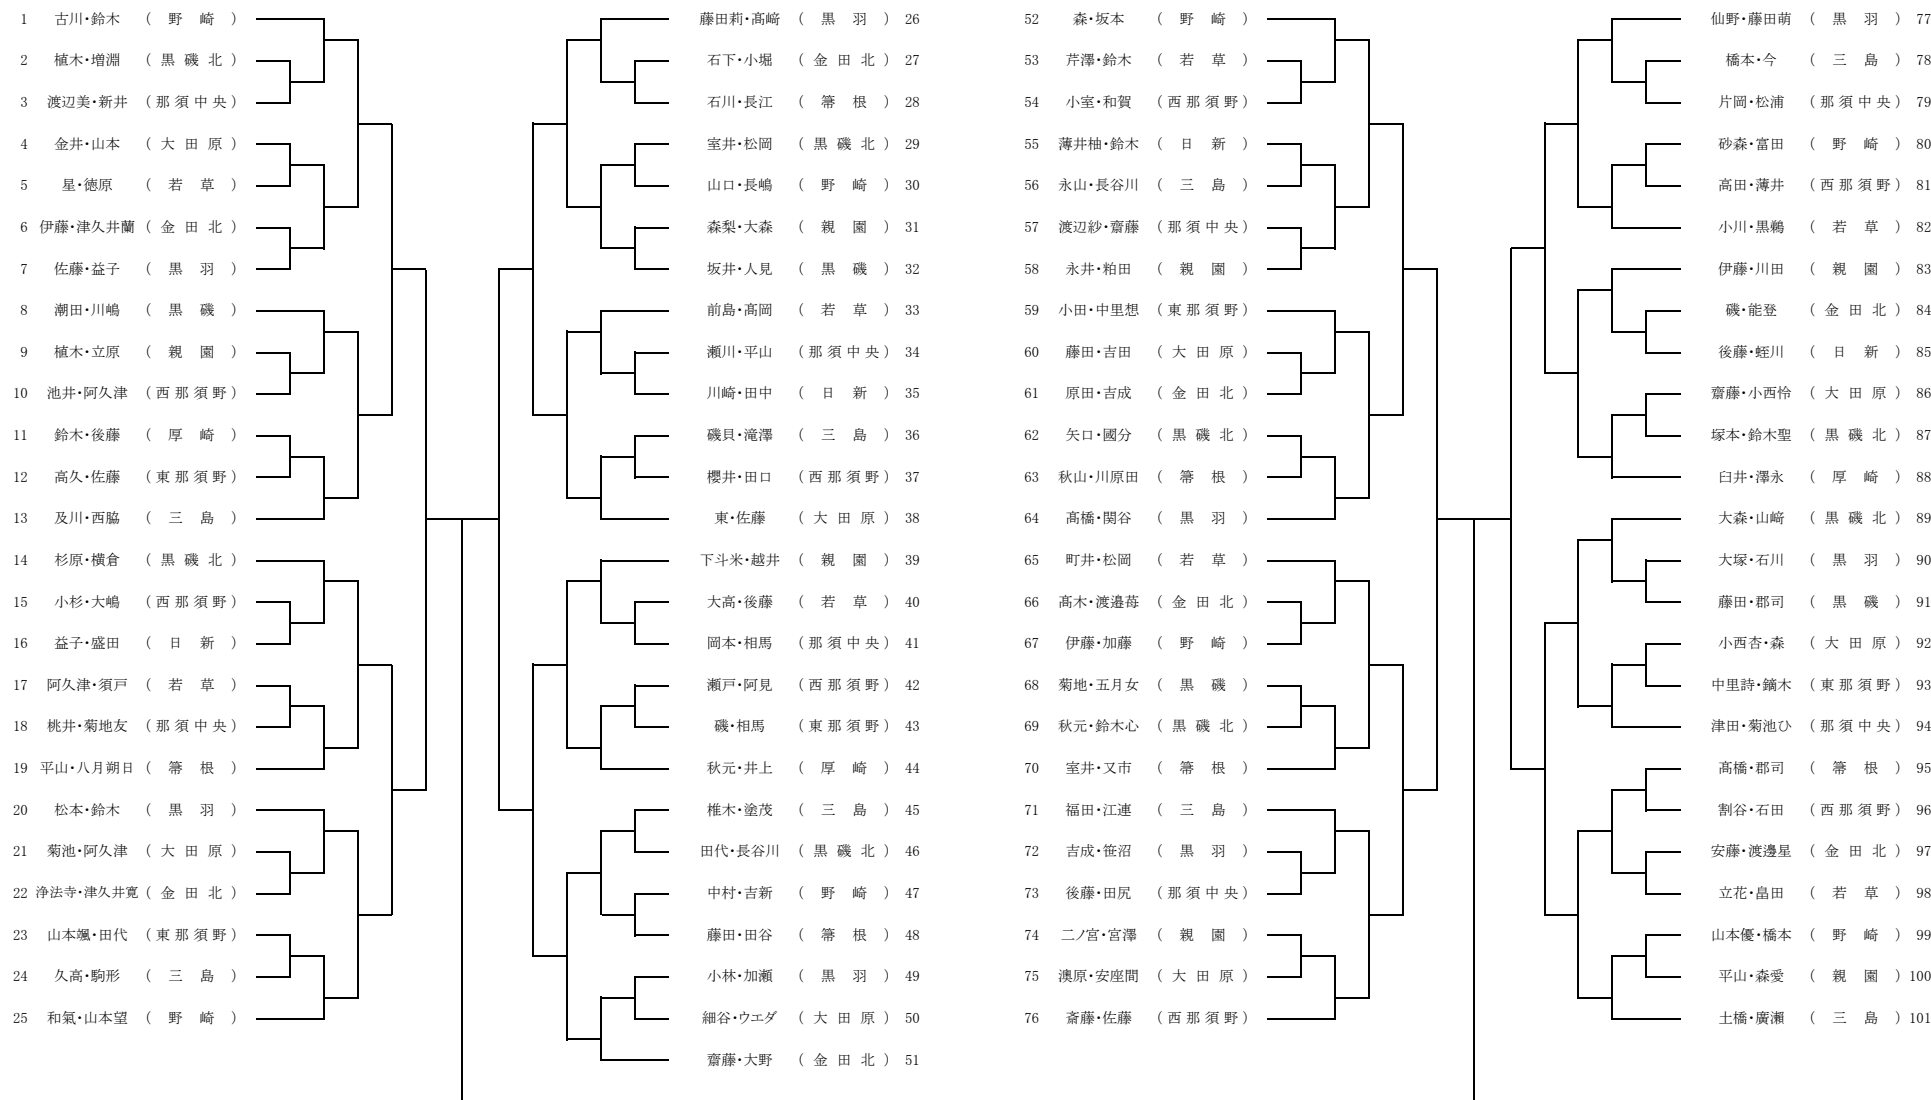 1 古川・鈴木 （ 野 崎 ）
2 植木・増淵 （ 黒 磯 北 ）
3 渡辺美・新井 （那須中央）
4 金井・山本 （ 大 田 原 ）
5 星・徳原 （ 若 草 ）
6 伊藤・津久井蘭 （ 金 田 北 ）
7 佐藤・益子 （ 黒 羽 ）
8 潮田・川嶋 （ 黒 磯 ）
9 植木・立原 （ 親 園 ）
10 池井・阿久津 （西那須野）
11 鈴木・後藤 （ 厚 崎 ）
12 高久・佐藤 （東那須野）
13 及川・西脇 （ 三 島 ）
14 杉原・横倉 （ 黒 磯 北 ）
15 小杉・大嶋 （西那須野）
16 益子・盛田 （ 日 新 ）
17 阿久津・須戸 （ 若 草 ）
18 桃井・菊地友 （那須中央）
19 平山・八月朔日 （ 箒 根 ）
20 松本・鈴木 （ 黒 羽 ）
21 菊池・阿久津 （ 大 田 原 ）
22 浄法寺・津久井寛 （ 金 田 北 ）
23 山本颯・田代 （東那須野）
24 久高・駒形 （ 三 島 ）
25 和氣・山本望 （ 野 崎 ）
藤田莉・髙﨑 （ 黒 羽 ） 26
石下・小堀 （ 金 田 北 ） 27
石川・長江 （ 箒 根 ） 28
室井・松岡 （ 黒 磯 北 ） 29
山口・長嶋 （ 野 崎 ） 30
森梨・大森 （ 親 園 ） 31
坂井・人見 （ 黒 磯 ） 32
前島・髙岡 （ 若 草 ） 33
瀬川・平山 （那須中央） 34
川崎・田中 （ 日 新 ） 35
磯貝・滝澤 （ 三 島 ） 36
櫻井・田口 （西那須野） 37
東・佐藤 （ 大 田 原 ） 38
下斗米・越井 （ 親 園 ） 39
大高・後藤 （ 若 草 ） 40
岡本・相馬 （那須中央） 41
瀬戸・阿見 （西那須野） 42
磯・相馬 （東那須野） 43
秋元・井上 （ 厚 崎 ） 44
椎木・塗茂 （ 三 島 ） 45
田代・長谷川 （ 黒 磯 北 ） 46
中村・吉新 （ 野 崎 ） 47
藤田・田谷 （ 箒 根 ） 48
小林・加瀬 （ 黒 羽 ） 49
細谷・ウエダ （ 大 田 原 ） 50
齋藤・大野 （ 金 田 北 ） 51
52 森・坂本 （ 野 崎 ）
53 芹澤・鈴木 （ 若 草 ）
54 小室・和賀 （西那須野）
55 薄井柚・鈴木 （ 日 新 ）
56 永山・長谷川 （ 三 島 ）
57 渡辺紗・齋藤 （那須中央）
58 永井・粕田 （ 親 園 ）
59 小田・中里想 （東那須野）
60 藤田・吉田 （ 大 田 原 ）
61 原田・吉成 （ 金 田 北 ）
62 矢口・國分 （ 黒 磯 北 ）
63 秋山・川原田 （ 箒 根 ）
64 髙橋・関谷 （ 黒 羽 ）
65 町井・松岡 （ 若 草 ）
66 髙木・渡邉苺 （ 金 田 北 ）
67 伊藤・加藤 （ 野 崎 ）
68 菊地・五月女 （ 黒 磯 ）
69 秋元・鈴木心 （ 黒 磯 北 ）
70 室井・又市 （ 箒 根 ）
71 福田・江連 （ 三 島 ）
72 吉成・笹沼 （ 黒 羽 ）
73 後藤・田尻 （那須中央）
74 二ノ宮・宮澤 （ 親 園 ）
75 澳原・安座間 （ 大 田 原 ）
76 斎藤・佐藤 （西那須野）
仙野・藤田萌 （ 黒 羽 ） 77
橋本・今 （ 三 島 ） 78
片岡・松浦 （那須中央） 79
砂森・富田 （ 野 崎 ） 80
高田・薄井 （西那須野） 81
小川・黒鵜 （ 若 草 ） 82
伊藤・川田 （ 親 園 ） 83
磯・能登 （ 金 田 北 ） 84
後藤・蛭川 （ 日 新 ） 85
齋藤・小西怜 （ 大 田 原 ） 86
塚本・鈴木聖 （ 黒 磯 北 ） 87
臼井・澤永 （ 厚 崎 ） 88
大森・山﨑 （ 黒 磯 北 ） 89
大塚・石川 （ 黒 羽 ） 90
藤田・郡司 （ 黒 磯 ） 91
小西杏・森 （ 大 田 原 ） 92
中里詩・鏑木 （東那須野） 93
津田・菊池ひ （那須中央） 94
髙橋・郡司 （ 箒 根 ） 95
割谷・石田 （西那須野） 96
安藤・渡邊星 （ 金 田 北 ） 97
立花・畠田 （ 若 草 ） 98
山本優・橋本 （ 野 崎 ） 99
平山・森愛 （ 親 園 ） 100
土橋・廣瀬 （ 三 島 ） 101